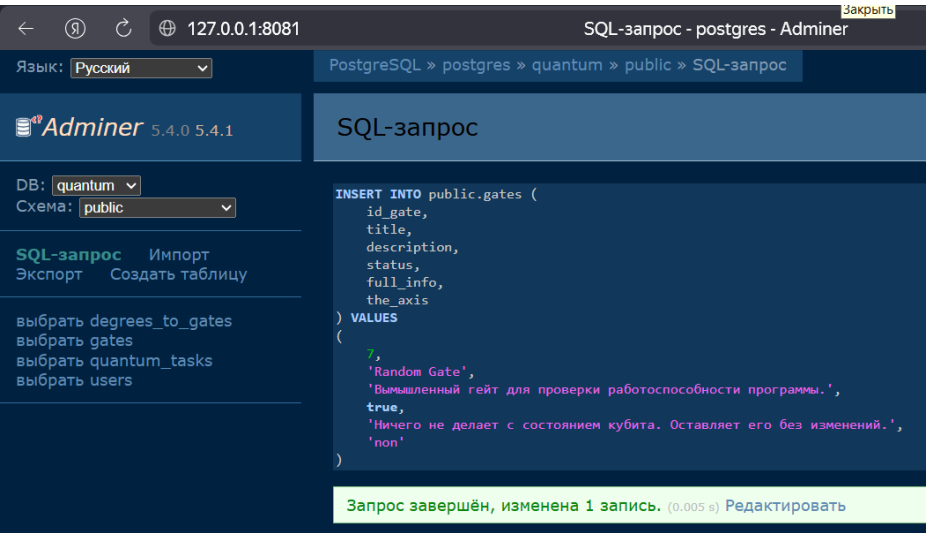 Закрыть
127.0.0.1:8081 SQL-запрос - postgres - Adminer
Язык: Русский
PostgreSQL » postgres » quantum » public » SQL-запрос
Adminer 5.4.0 5.4.1
SQL-запрос
DB: quantum
Схема: public
SQL-запрос Импорт
Экспорт Создать таблицу
выбрать degrees_to_gates
выбрать gates
выбрать quantum_tasks
выбрать users
INSERT INTO public.gates (
id_gate,
title,
description,
status,
full_info,
the_axis
) VALUES
(
7,
'Random Gate',
'Вымышленный гейт для проверки работоспособности программы.',
true,
'Ничего не делает с состоянием кубита. Оставляет его без изменений.',
'non'
)
Запрос завершён, изменена 1 запись. (0.005 s) Редактировать